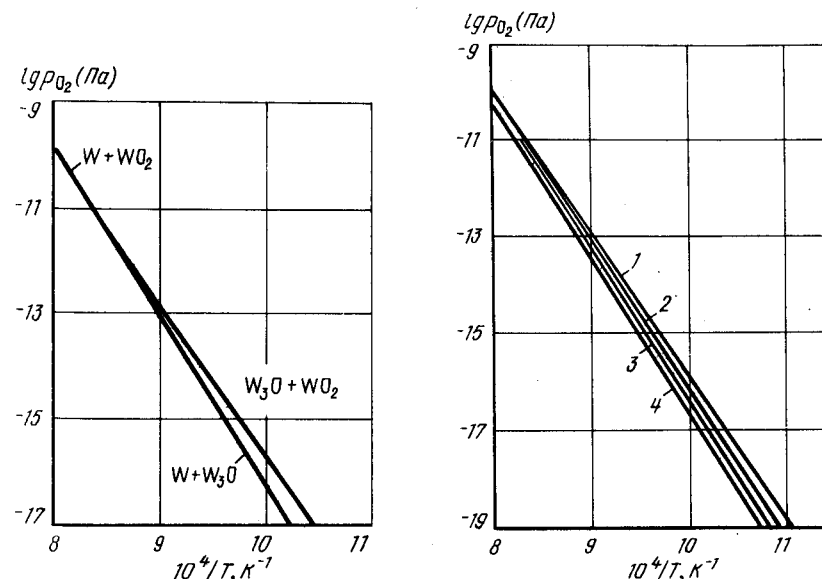 lg p_O₂ (Па)
-9
-11
-13
-15
-17
W + WO₂
W₃O + WO₂
W + W₃O
8 9 10 11
10⁴/T, K⁻¹
lg p_O₂ (Па)
-9
-11
-13
-15
-17
-19
1
2
3
4
8 9 10 11
10⁴/T, K⁻¹